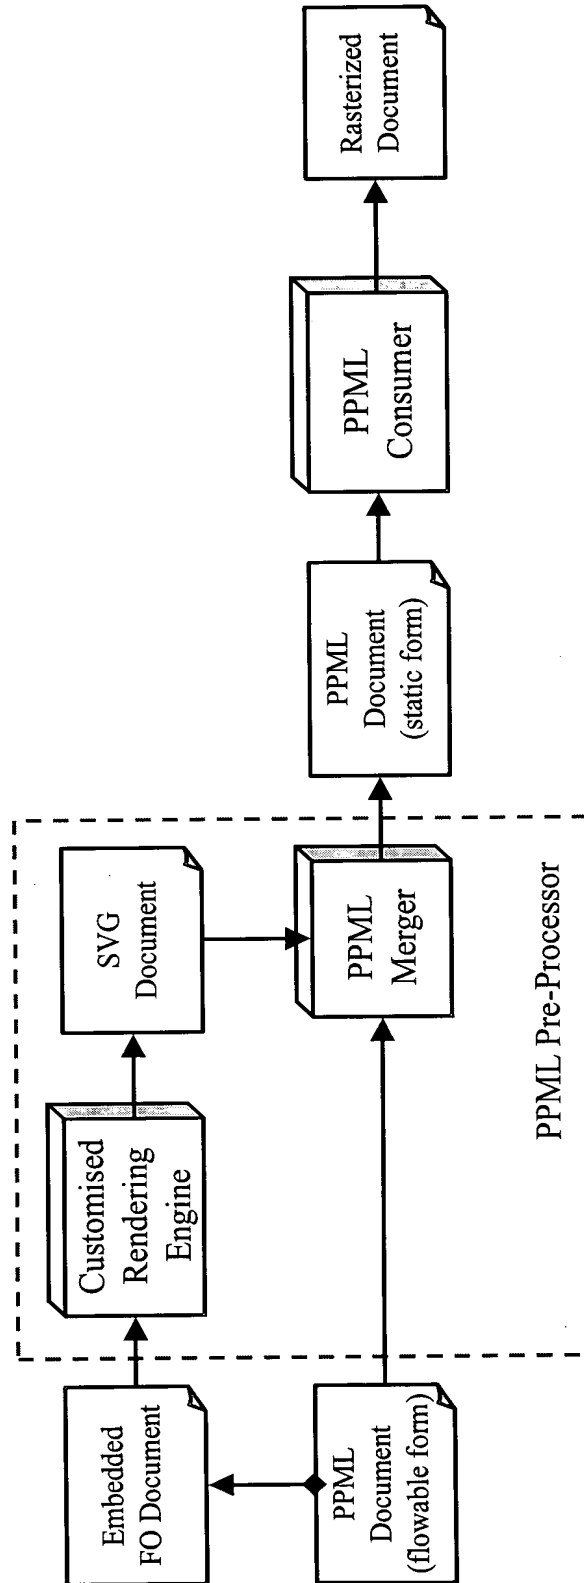 Embedded
FO Document
Customised
Rendering
Engine
SVG
Document
PPML
Document
(flowable form)
PPML
Merger
PPML Pre-Processor
PPML
Document
(static form)
PPML
Consumer
Rasterized
Document